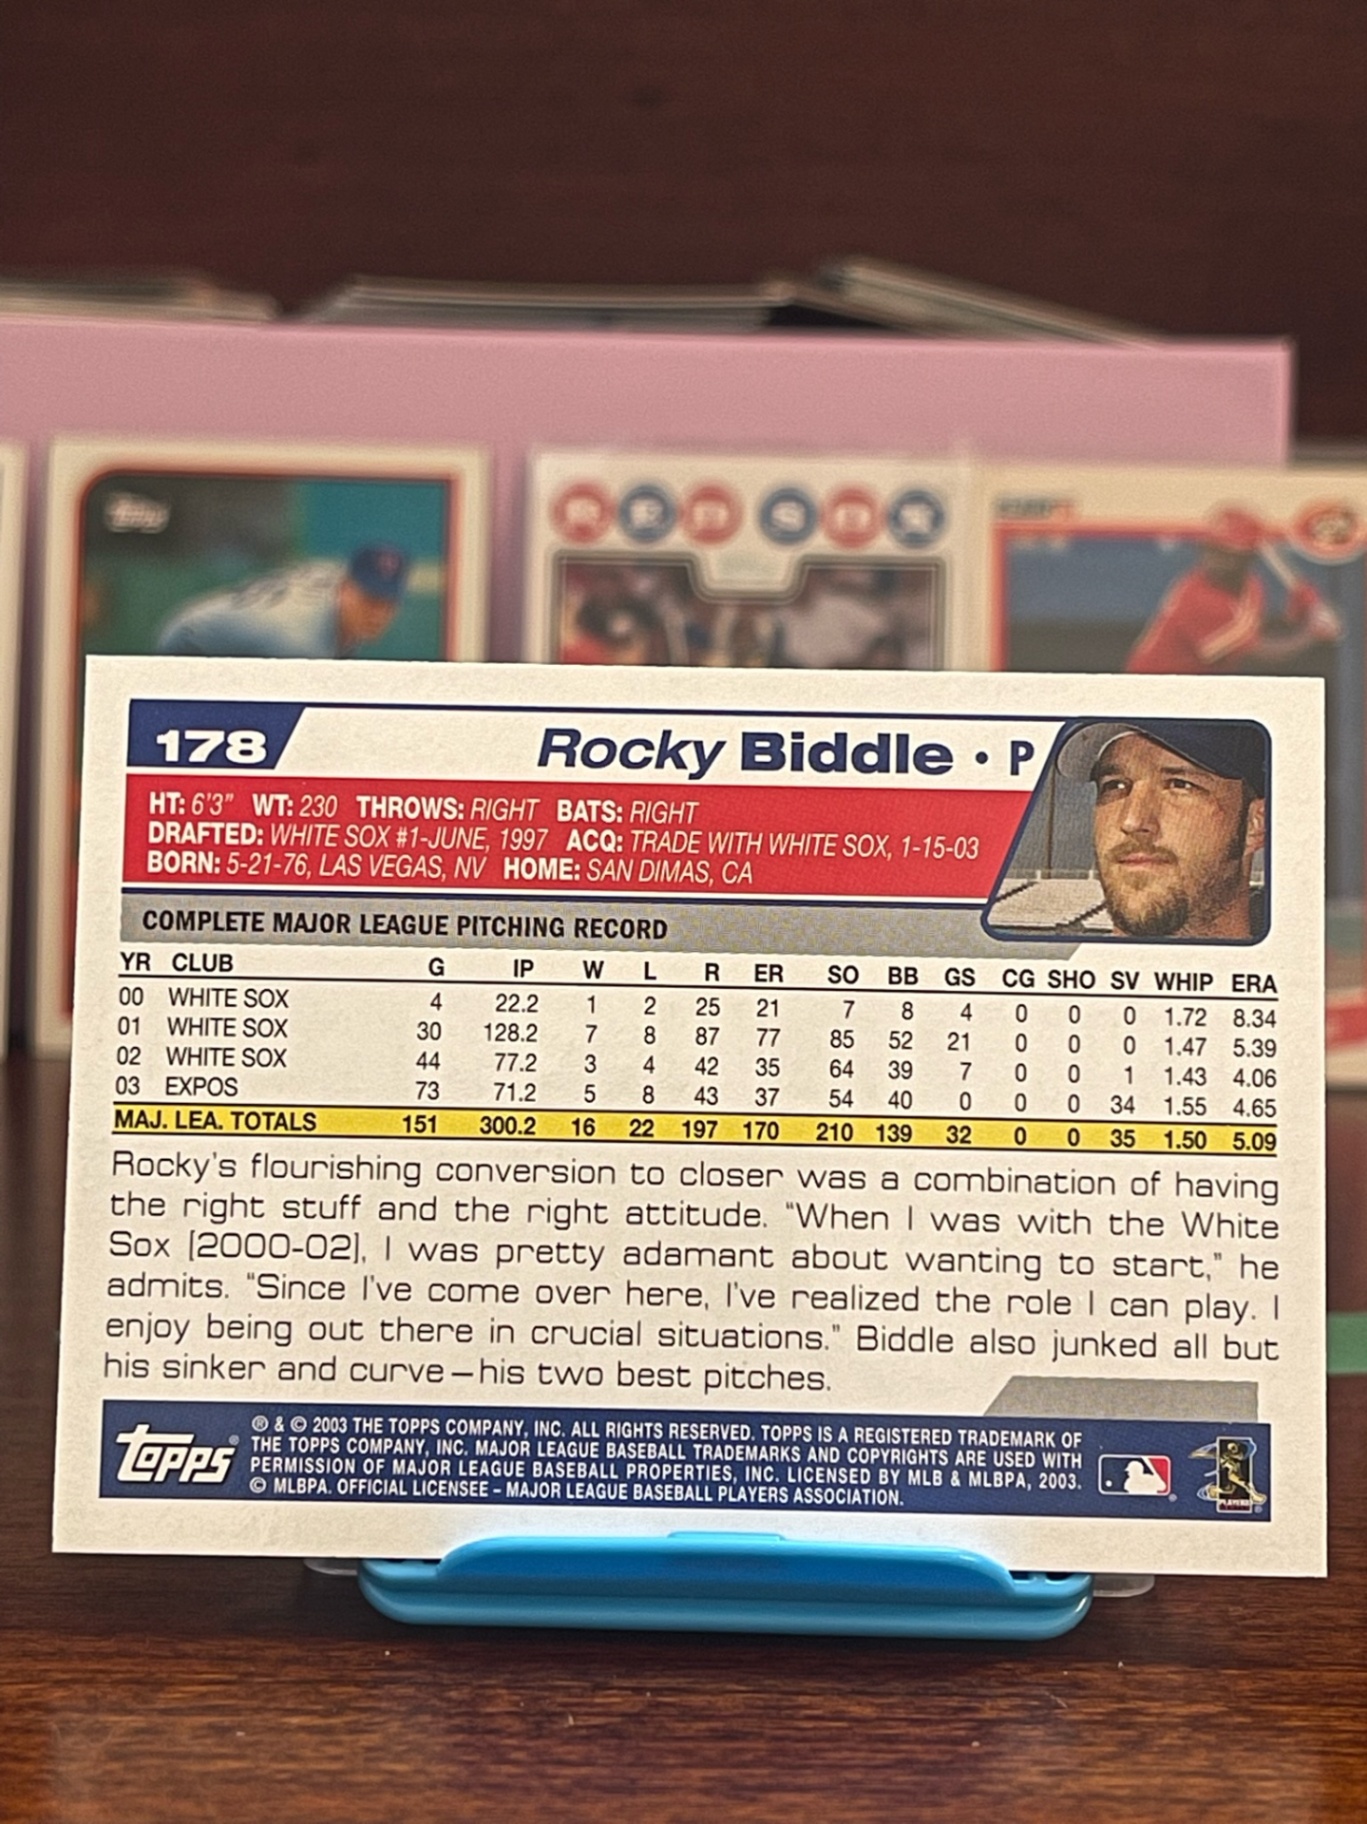 Topps
RED SOX
178
Rocky Biddle • P
HT: 6'3" WT: 230 THROWS: RIGHT BATS: RIGHT
DRAFTED: WHITE SOX #1-JUNE, 1997 ACQ: TRADE WITH WHITE SOX, 1-15-03
BORN: 5-21-76, LAS VEGAS, NV HOME: SAN DIMAS, CA
COMPLETE MAJOR LEAGUE PITCHING RECORD
YR CLUB G IP W L R ER SO BB GS CG SHO SV WHIP ERA
00 WHITE SOX 4 22.2 1 2 25 21 7 8 4 0 0 0 1.72 8.34
01 WHITE SOX 30 128.2 7 8 87 77 85 52 21 0 0 0 1.47 5.39
02 WHITE SOX 44 77.2 3 4 42 35 64 39 7 0 0 1 1.43 4.06
03 EXPOS 73 71.2 5 8 43 37 54 40 0 0 0 34 1.55 4.65
MAJ. LEA. TOTALS 151 300.2 16 22 197 170 210 139 32 0 0 35 1.50 5.09
Rocky's flourishing conversion to closer was a combination of having
the right stuff and the right attitude. "When I was with the White
Sox [2000-02], I was pretty adamant about wanting to start," he
admits. "Since I've come over here, I've realized the role I can play. I
enjoy being out there in crucial situations." Biddle also junked all but
his sinker and curve—his two best pitches.
Topps®
® & © 2003 THE TOPPS COMPANY, INC. ALL RIGHTS RESERVED. TOPPS IS A REGISTERED TRADEMARK OF
THE TOPPS COMPANY, INC. MAJOR LEAGUE BASEBALL TRADEMARKS AND COPYRIGHTS ARE USED WITH
PERMISSION OF MAJOR LEAGUE BASEBALL PROPERTIES, INC. LICENSED BY MLB & MLBPA, 2003.
© MLBPA. OFFICIAL LICENSEE – MAJOR LEAGUE BASEBALL PLAYERS ASSOCIATION.
PLAYERS